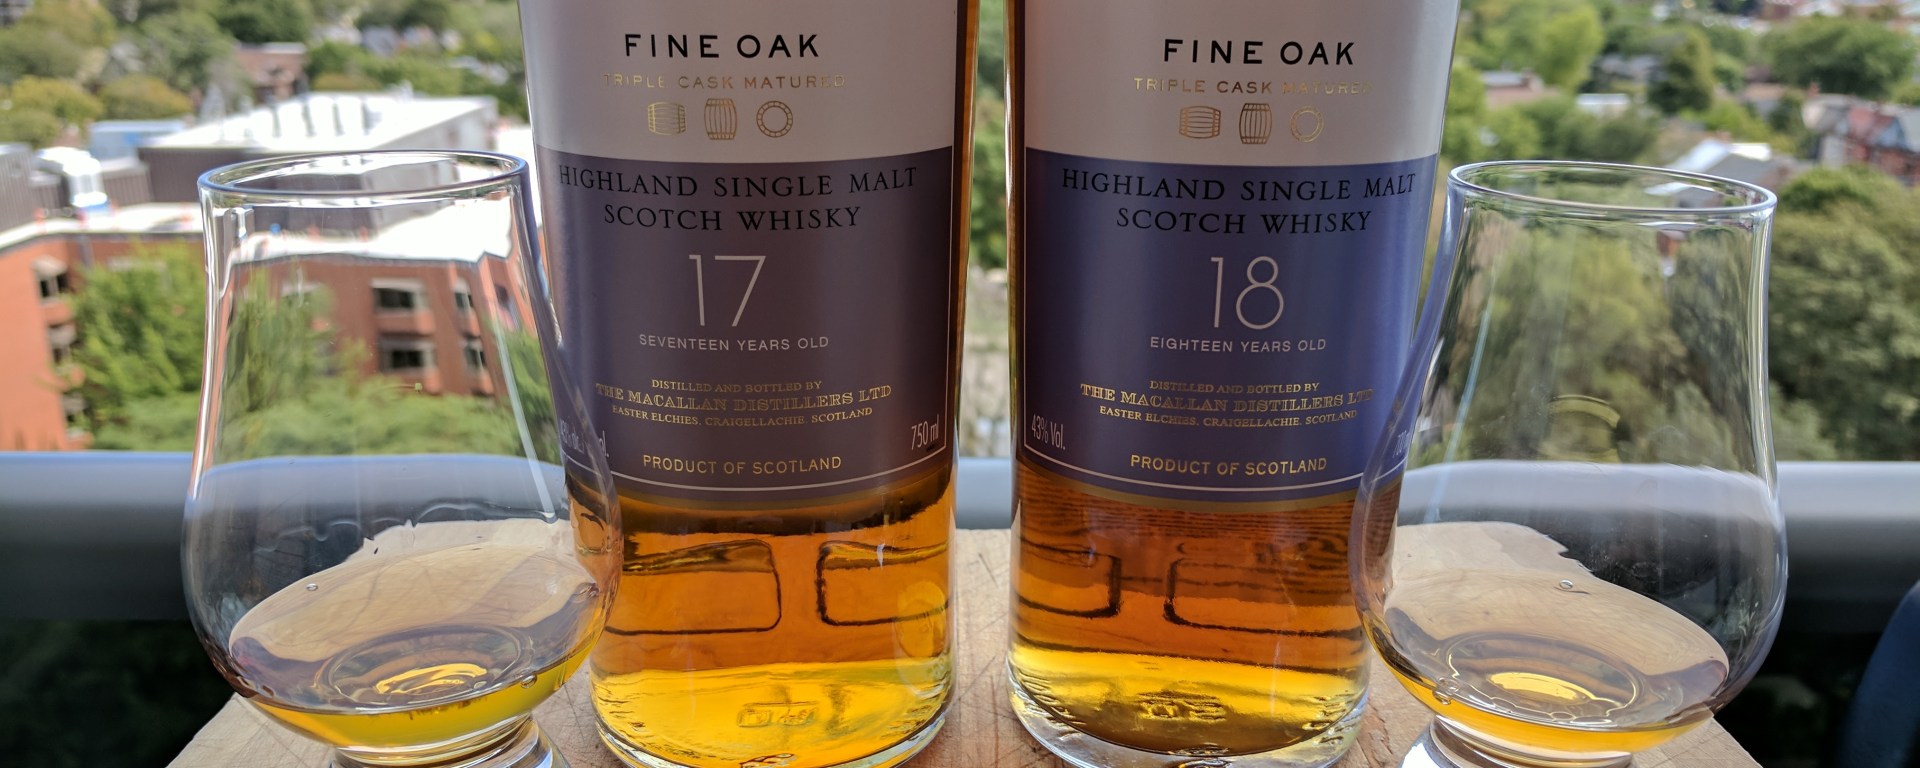 FINE OAK
TRIPLE CASK MATURED
HIGHLAND SINGLE MALT
SCOTCH WHISKY
17
SEVENTEEN YEARS OLD
DISTILLED AND BOTTLED BY
THE MACALLAN DISTILLERS LTD
EASTER ELCHIES, CRAIGELLACHIE, SCOTLAND
750 ml
PRODUCT OF SCOTLAND
FINE OAK
TRIPLE CASK MATURED
HIGHLAND SINGLE MALT
SCOTCH WHISKY
18
EIGHTEEN YEARS OLD
DISTILLED AND BOTTLED BY
THE MACALLAN DISTILLERS LTD
EASTER ELCHIES, CRAIGELLACHIE, SCOTLAND
43% Vol.
PRODUCT OF SCOTLAND